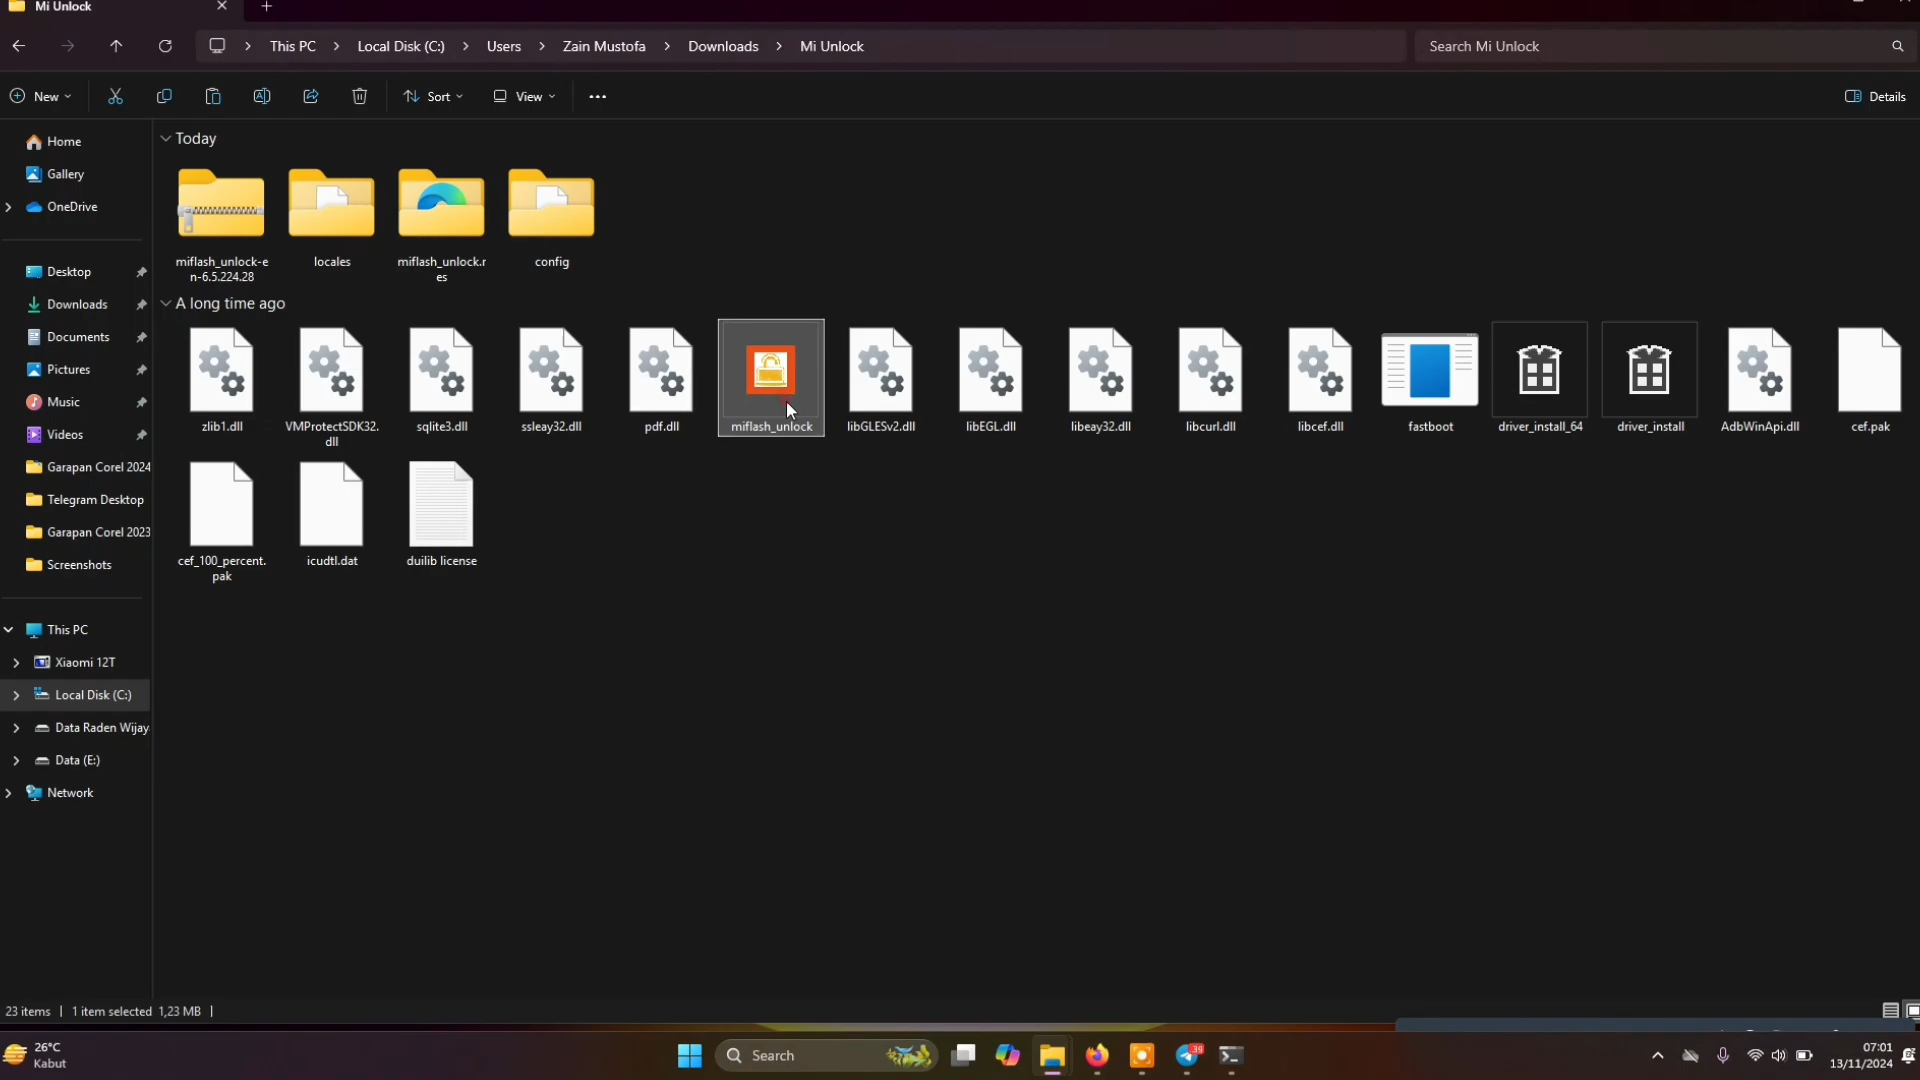 Mi Unlock
This PC
Local Disk (C:)
Users
Zain Mustofa
Downloads
Mi Unlock
Search Mi Unlock
New
Sort
View
Details
Home
Gallery
OneDrive
Desktop
Downloads
Documents
Pictures
Music
Videos
Garapan Corel 2024
Telegram Desktop
Garapan Corel 2023
Screenshots
This PC
Xiaomi 12T
Local Disk (C:)
Data Raden Wijay
Data (E:)
Network
Today
miflash_unlock-e
n-6.5.224.28
locales
miflash_unlock.r
es
config
A long time ago
zlib1.dll
VMProtectSDK32.
dll
sqlite3.dll
ssleay32.dll
pdf.dll
miflash_unlock
libGLESv2.dll
libEGL.dll
libeay32.dll
libcurl.dll
libcef.dll
fastboot
driver_install_64
driver_install
AdbWinApi.dll
cef.pak
cef_100_percent.
pak
icudtl.dat
duilib license
23 items
1 item selected 1,23 MB
26°C
Kabut
Search
39
07:01
13/11/2024